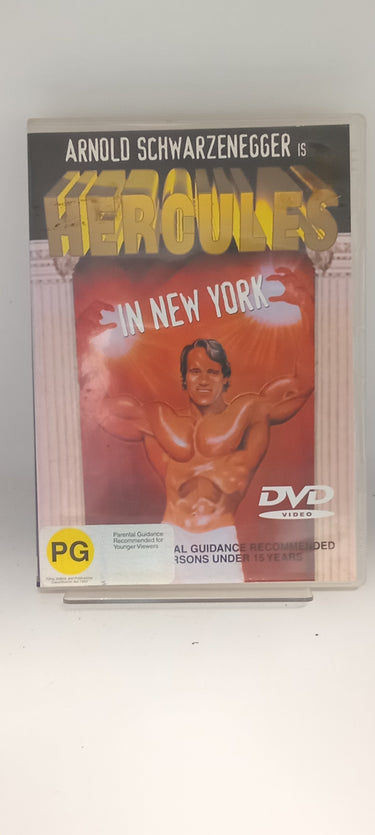 ARNOLD SCHWARZENEGGER IS
HERCULES
IN NEW YORK
DVD
VIDEO
PG
Parental Guidance
Recommended for
Younger Viewers
AL GUIDANCE RECOMMENDED
RSONS UNDER 15 YEARS